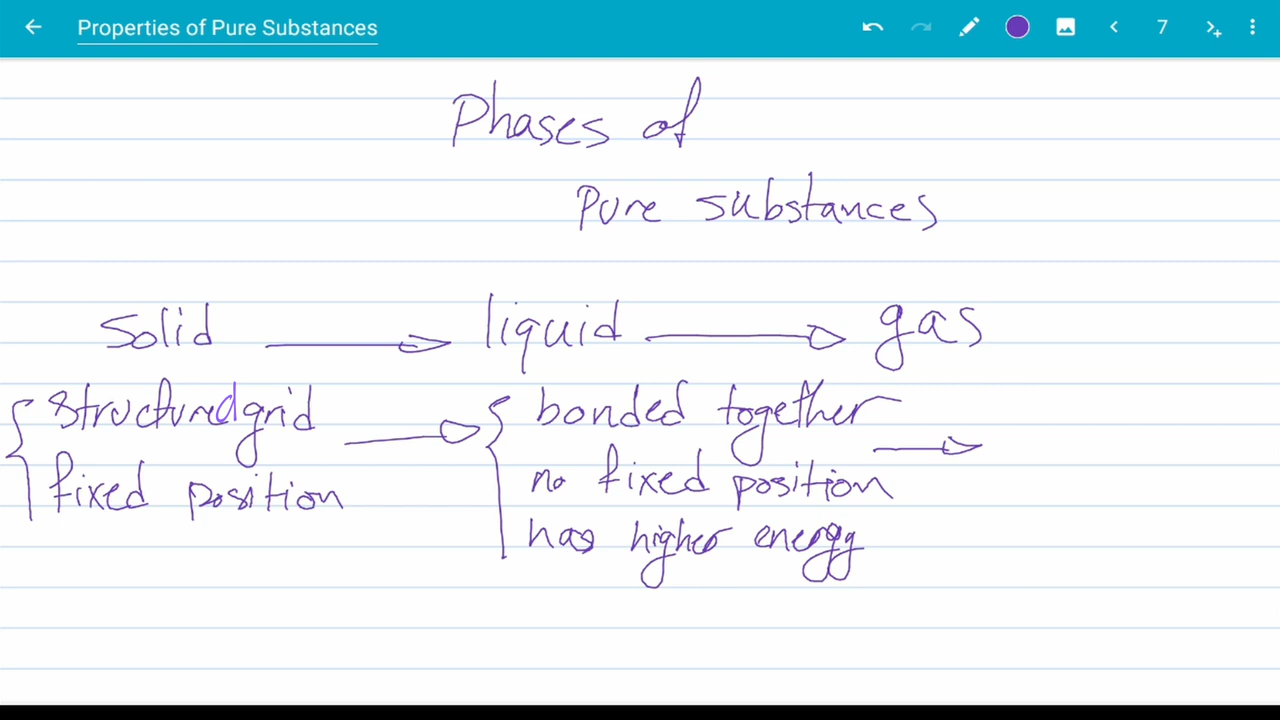 Properties of Pure Substances
7
Phases of
Pure substances
Solid liquid gas
structured grid bonded together
fixed position no fixed position
has higher energy